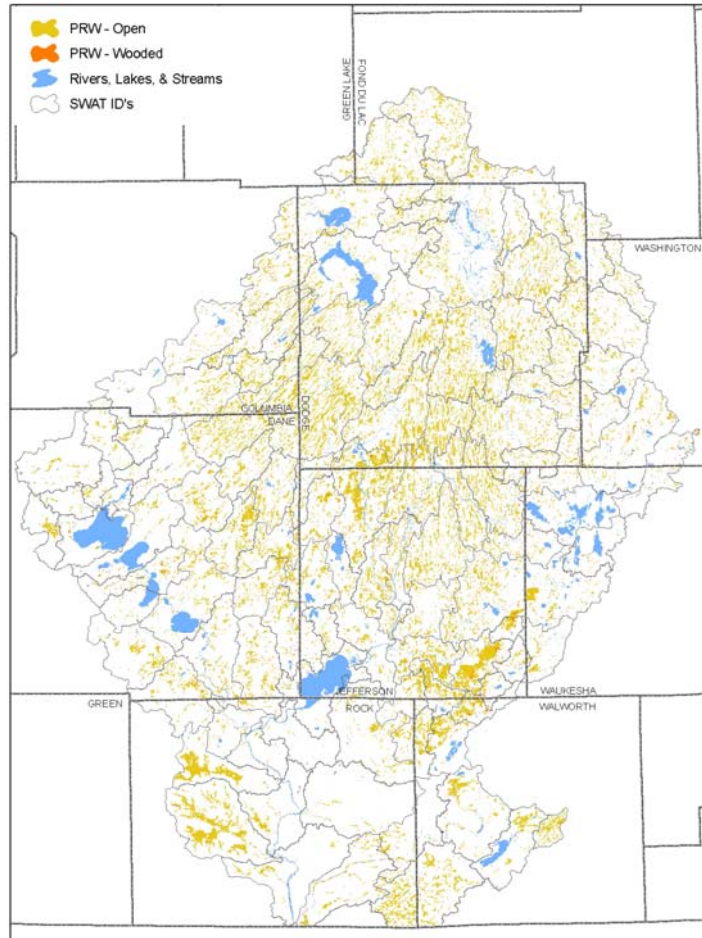 PRW - Open
PRW - Wooded
Rivers, Lakes, & Streams
SWAT ID's
GREEN LAKE
FOND DU LAC
WASHINGTON
COLUMBIA
DANE
DODGE
JEFFERSON
ROCK
GREEN
WAUKESHA
WALWORTH